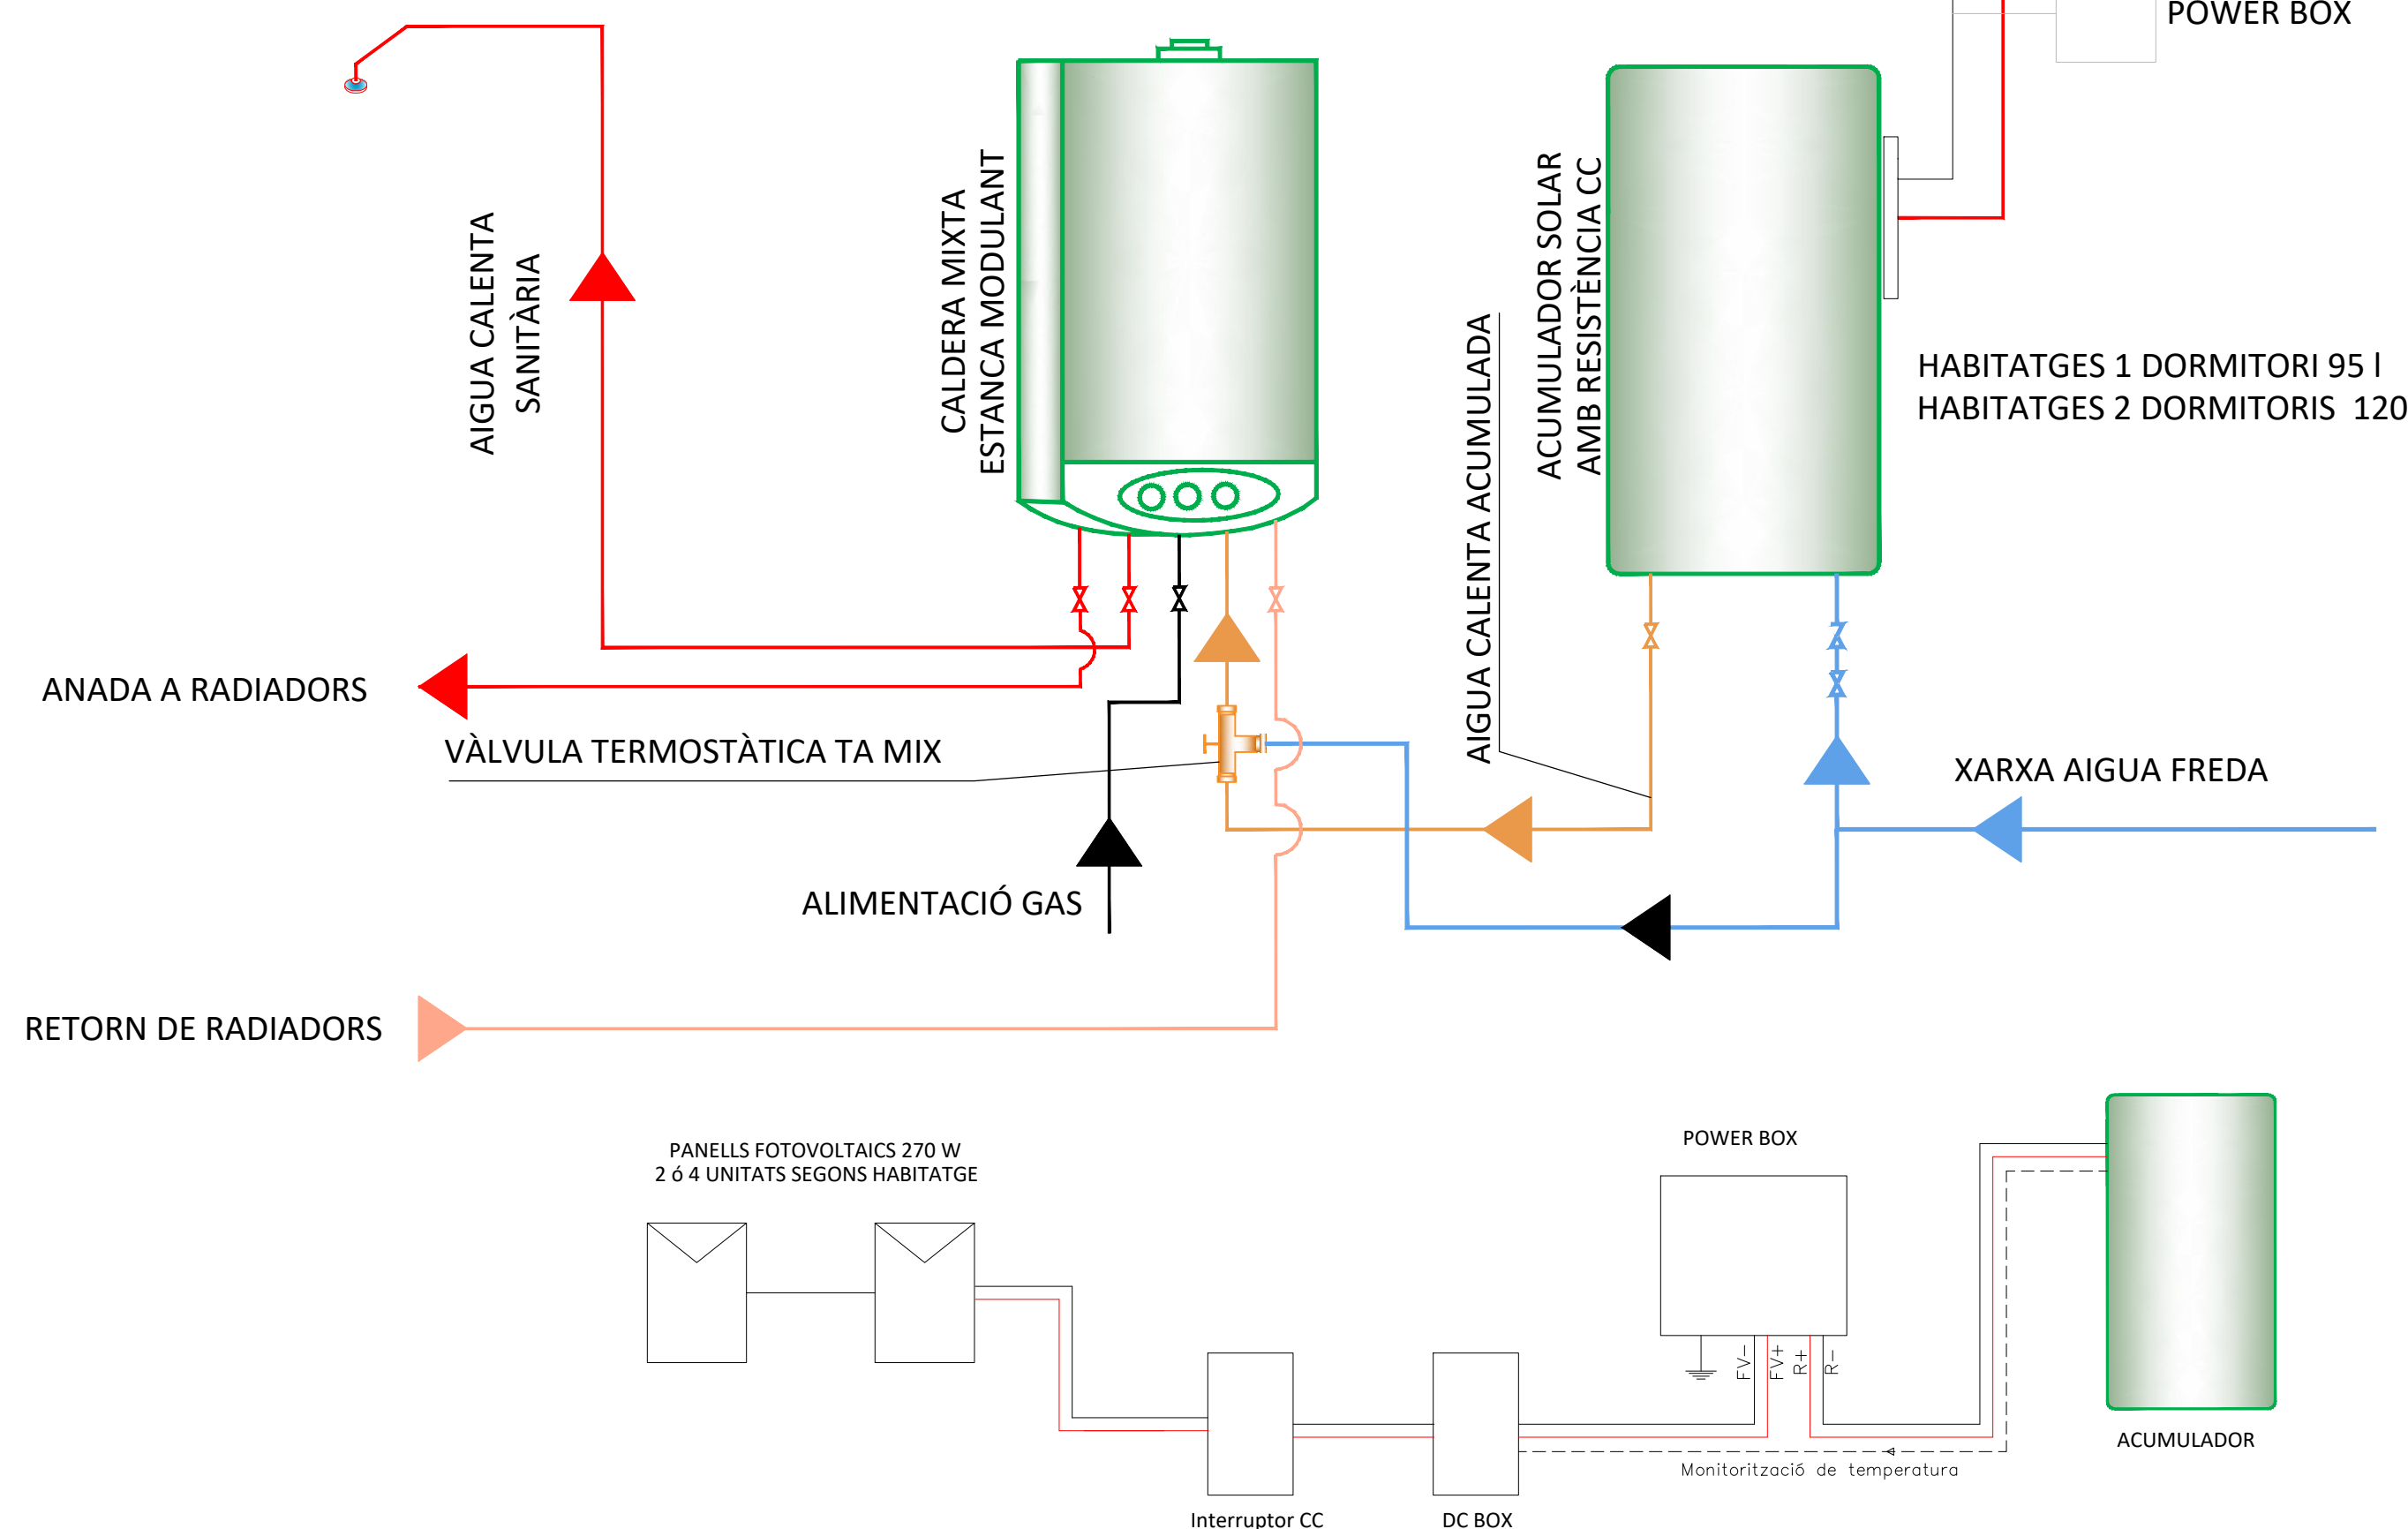 POWER BOX
AIGUA CALENTA
SANITÀRIA
CALDERA MIXTA
ESTANCA MODULANT
ACUMULADOR SOLAR
AMB RESISTÈNCIA CC
AIGUA CALENTA ACUMULADA
HABITATGES 1 DORMITORI 95 l
HABITATGES 2 DORMITORIS 120
ANADA A RADIADORS
VÀLVULA TERMOSTÀTICA TA MIX
XARXA AIGUA FREDA
ALIMENTACIÓ GAS
RETORN DE RADIADORS
PANELLS FOTOVOLTAICS 270 W
2 ó 4 UNITATS SEGONS HABITATGE
POWER BOX
FV-
FV+
R+
R-
ACUMULADOR
Monitorització de temperatura
Interruptor CC
DC BOX